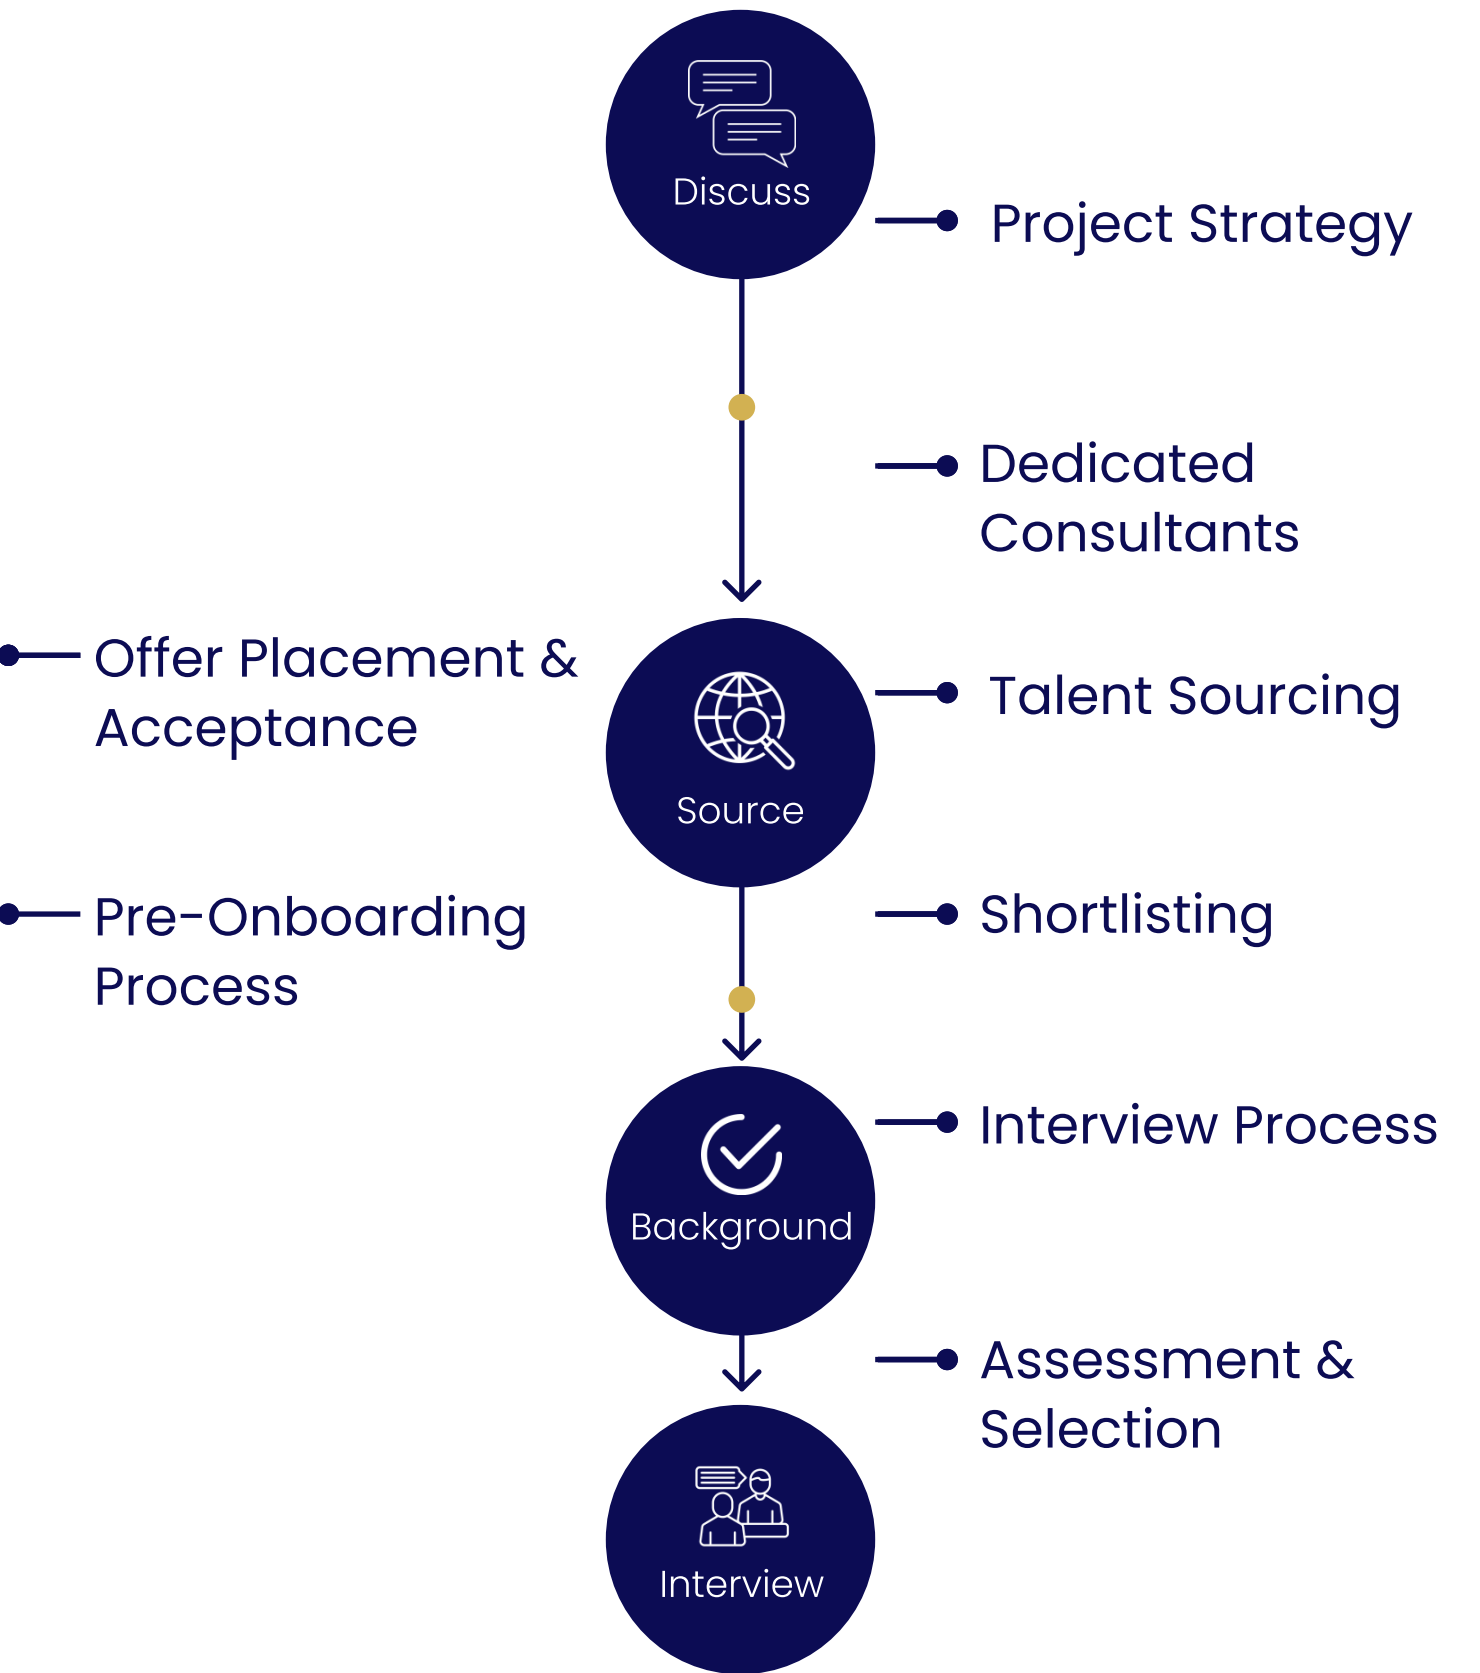 Discuss
Project Strategy
Dedicated
Consultants
Offer Placement &
Acceptance
Talent Sourcing
Source
Pre-Onboarding
Process
Shortlisting
Interview Process
Background
Assessment &
Selection
Interview